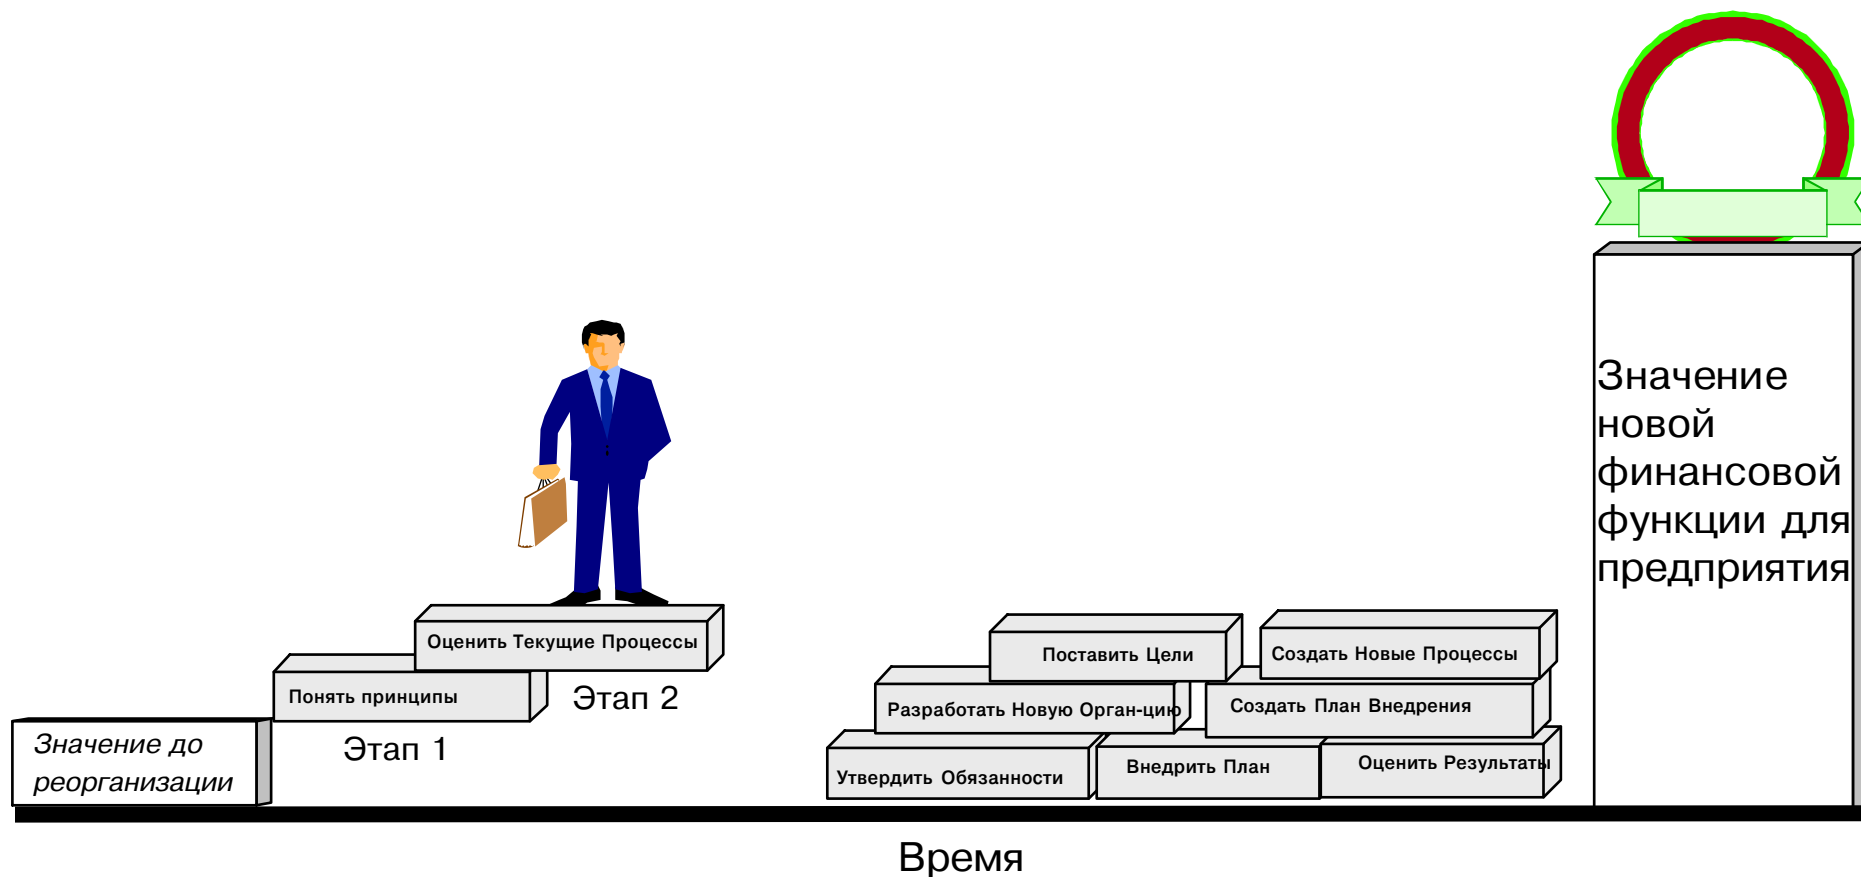 Значение
новой
финансовой
функции для
предприятия
Оценить Текущие Процессы
Поставить Цели
Создать Новые Процессы
Понять принципы
Этап 2
Разработать Новую Орган-цию
Создать План Внедрения
Значение до
реорганизации
Этап 1
Утвердить Обязанности
Внедрить План
Оценить Результаты
Время